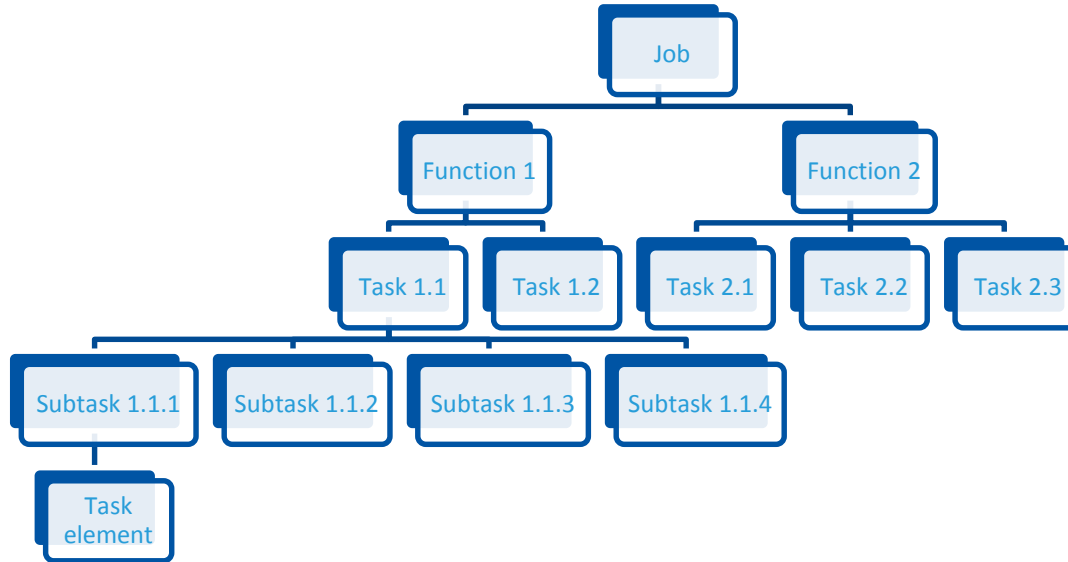 Job
Function 1
Function 2
Task 1.1
Task 1.2
Task 2.1
Task 2.2
Task 2.3
Subtask 1.1.1
Subtask 1.1.2
Subtask 1.1.3
Subtask 1.1.4
Task
element